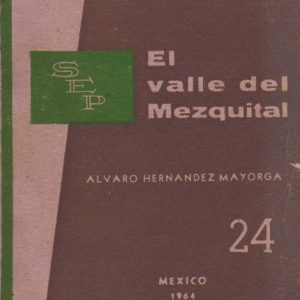 SEP
El
valle del
Mezquital
ALVARO HERNANDEZ MAYORGA
24
MEXICO
1964